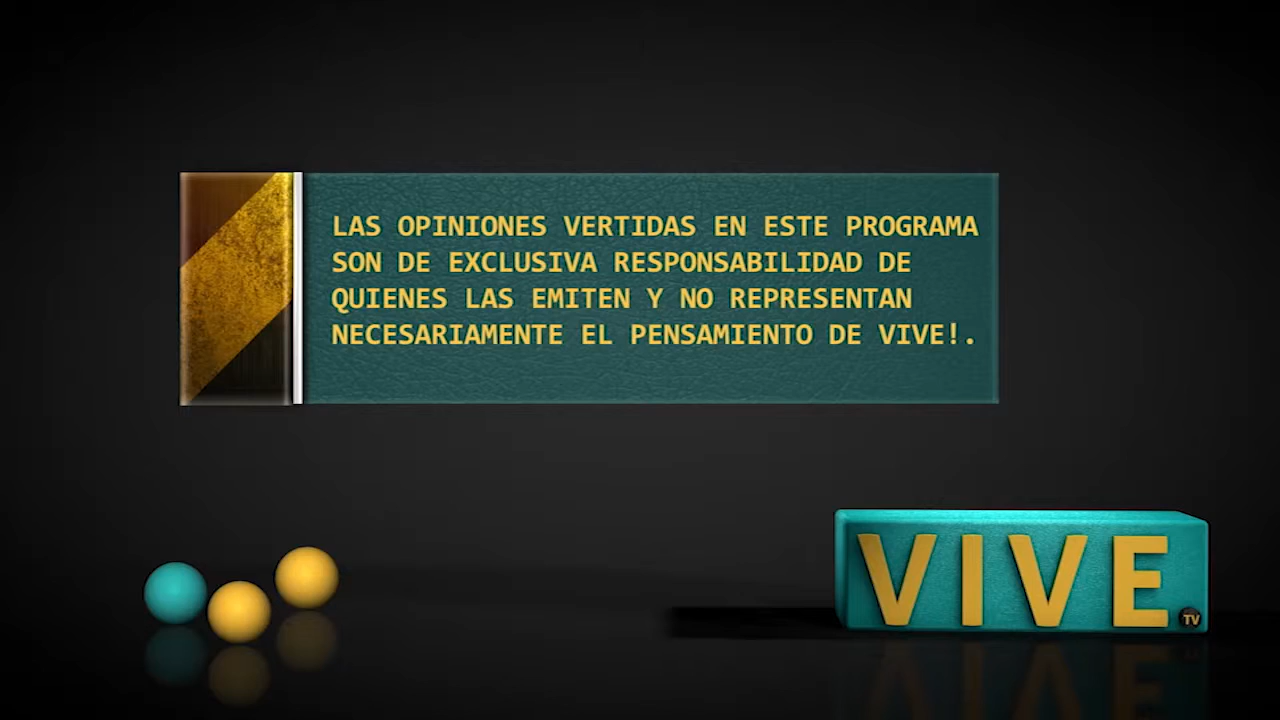 LAS OPINIONES VERTIDAS EN ESTE PROGRAMA
SON DE EXCLUSIVA RESPONSABILIDAD DE
QUIENES LAS EMITEN Y NO REPRESENTAN
NECESARIAMENTE EL PENSAMIENTO DE VIVE!.
VIVE
TV